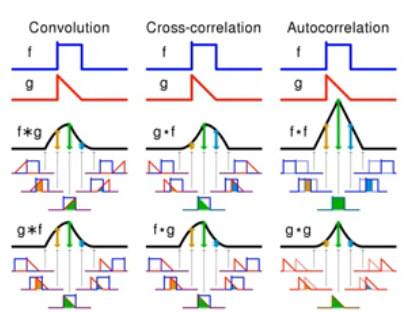 Convolution Cross-correlation Autocorrelation
f f f
g g g
f∗g g⋆f f⋆f
g∗f f⋆g g⋆g